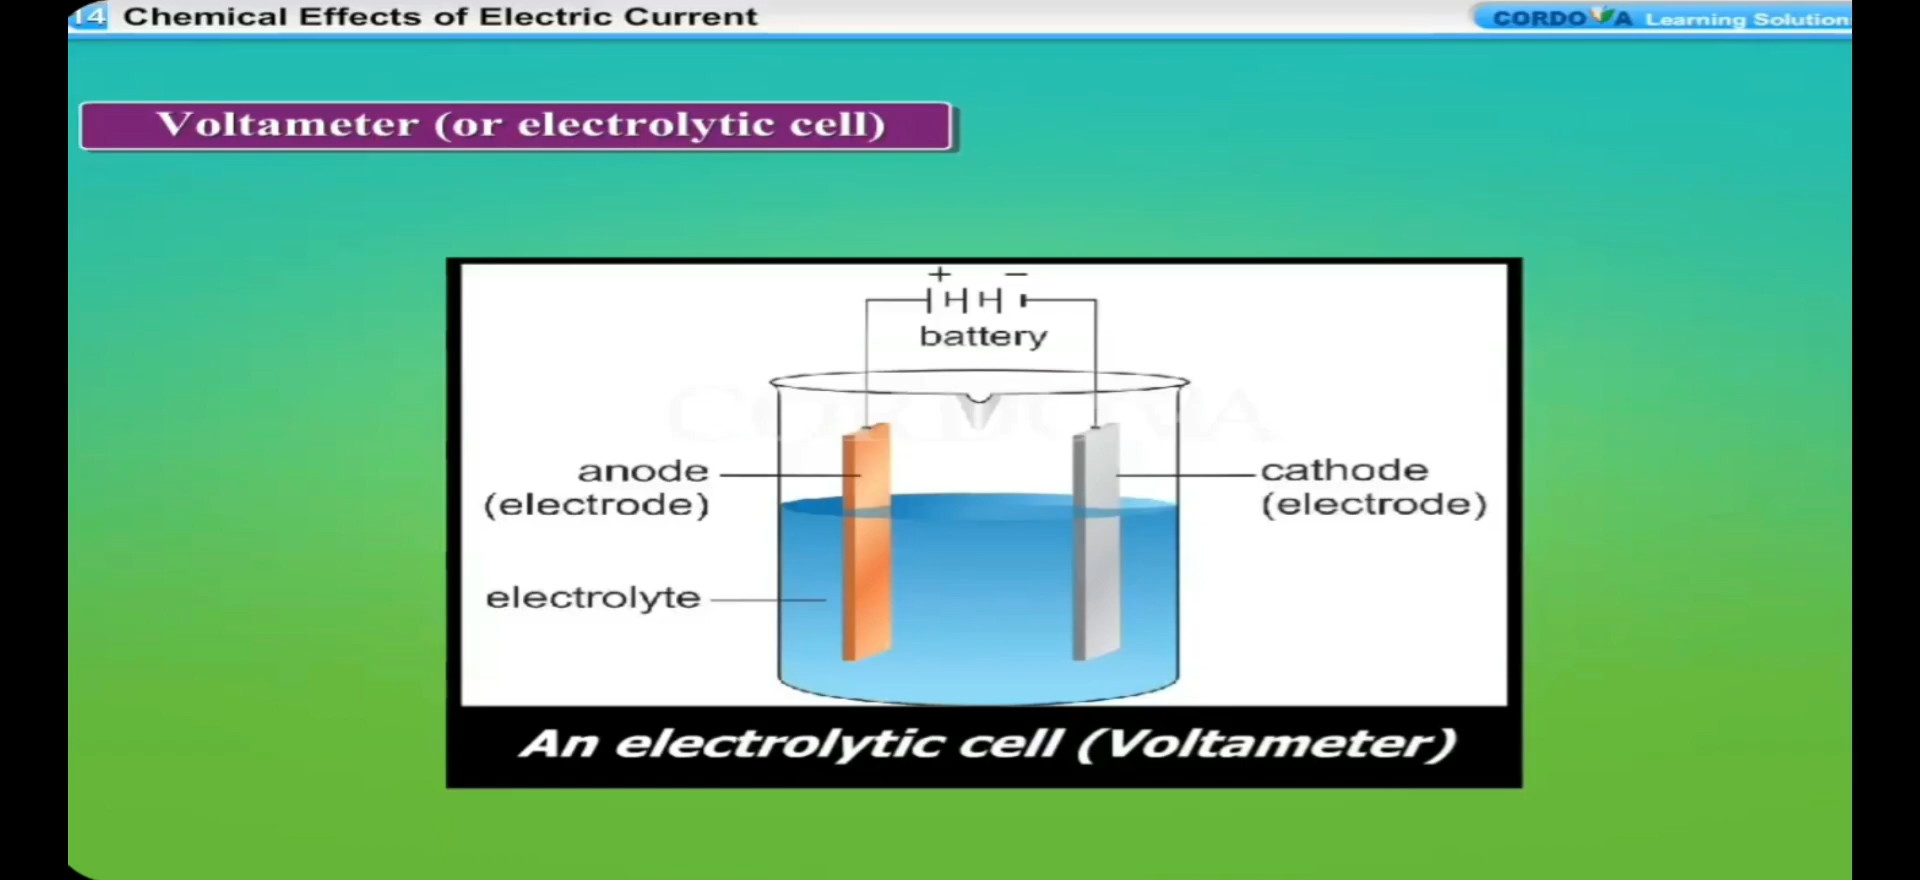 14 Chemical Effects of Electric Current
CORDOVA Learning Solution
Voltameter (or electrolytic cell)
+ −
battery
CORDOVA
anode
(electrode)
cathode
(electrode)
electrolyte
An electrolytic cell (Voltameter)